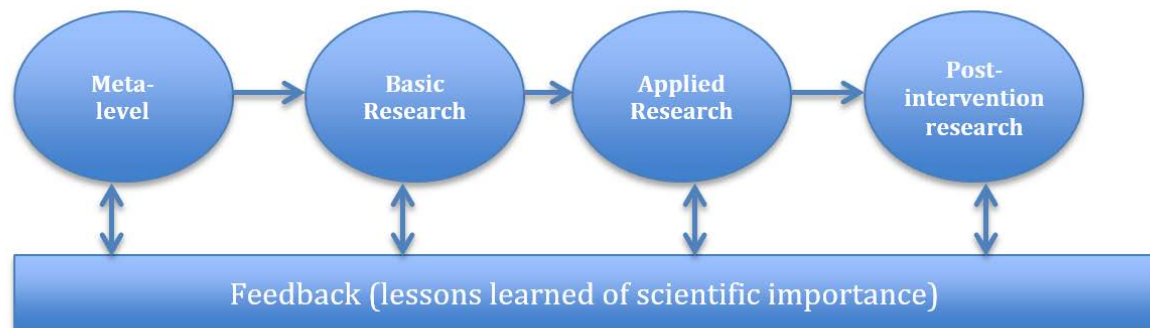 Meta-
level
Basic
Research
Applied
Research
Post-
intervention
research
Feedback (lessons learned of scientific importance)